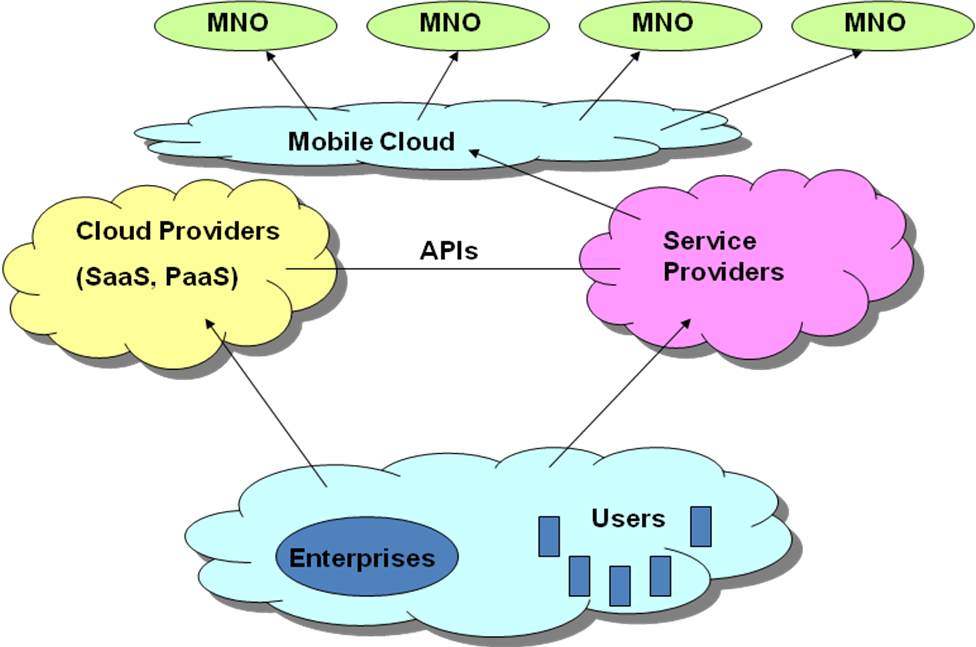 MNO
MNO
MNO
MNO
Mobile Cloud
Cloud Providers
(SaaS, PaaS)
APIs
Service
Providers
Users
Enterprises